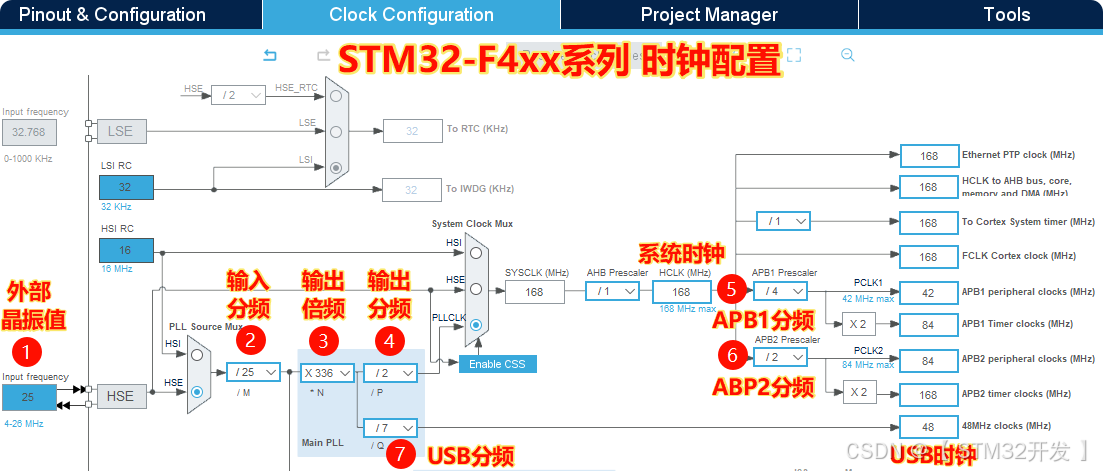 Pinout & Configuration
Clock Configuration
Project Manager
Tools
STM32-F4xx系列 时钟配置
HSE
/ 2
HSE_RTC
Input frequency
32.768
0-1000 KHz
LSE
LSE
32
To RTC (KHz)
LSI RC
32
32 KHz
LSI
32
To IWDG (KHz)
HSI RC
16
16 MHz
System Clock Mux
HSI
HSE
PLLCLK
SYSCLK (MHz)
168
AHB Prescaler
/ 1
系统时钟
HCLK (MHz)
168
168 MHz max
168
Ethernet PTP clock (MHz)
168
HCLK to AHB bus, core,
memory and DMA (MHz)
/ 1
168
To Cortex System timer (MHz)
168
FCLK Cortex clock (MHz)
5
APB1 Prescaler
/ 4
APB1分频
PCLK1
42 MHz max
42
APB1 peripheral clocks (MHz)
X 2
84
APB1 Timer clocks (MHz)
6
APB2 Prescaler
/ 2
ABP2分频
PCLK2
84 MHz max
84
APB2 peripheral clocks (MHz)
X 2
168
APB2 timer clocks (MHz)
外部
晶振值
1
Input frequency
25
4-26 MHz
HSE
PLL Source Mux
HSI
HSE
输入
分频
2
/ 25
/ M
输出
倍频
3
X 336
* N
输出
分频
4
/ 2
/ P
Enable CSS
Main PLL
/ 7
/ Q
7
USB分频
48
48MHz clocks (MHz)
USB时钟